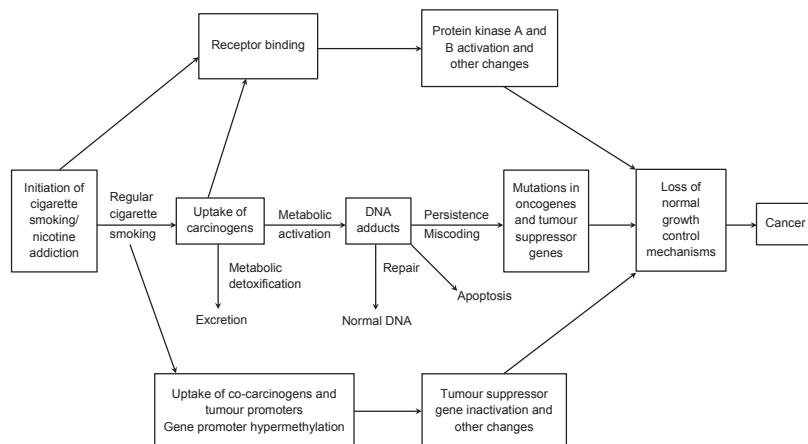 Receptor binding
Protein kinase A and
B activation and
other changes
Initiation of
cigarette
smoking/
nicotine
addiction
Regular
cigarette
smoking
Uptake of
carcinogens
Metabolic
activation
DNA
adducts
Persistence
Miscoding
Mutations in
oncogenes
and tumour
suppressor
genes
Loss of
normal
growth
control
mechanisms
Cancer
Metabolic
detoxification
Excretion
Repair
Normal DNA
Apoptosis
Uptake of co-carcinogens and
tumour promoters
Gene promoter hypermethylation
Tumour suppressor
gene inactivation and
other changes